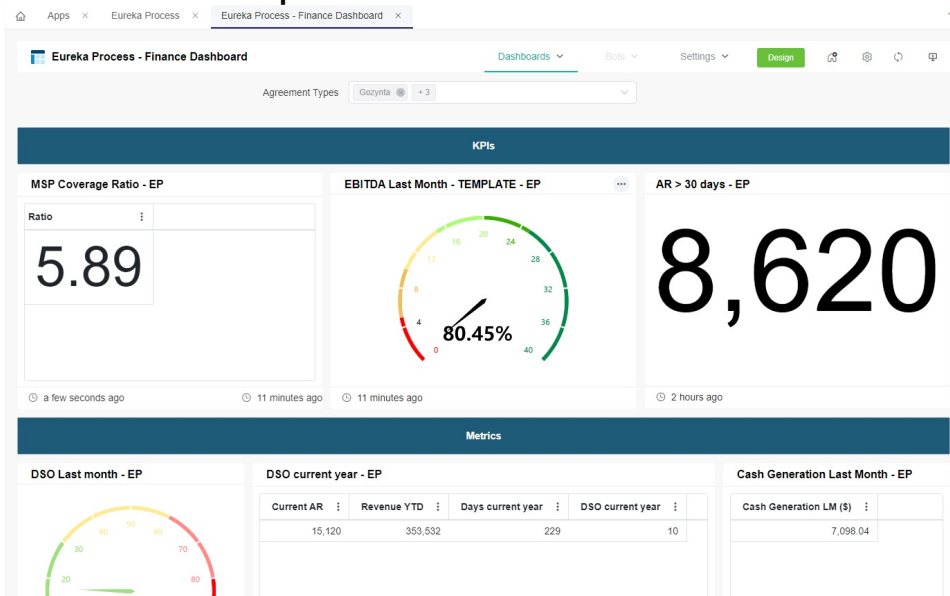 Apps × Eureka Process × Eureka Process - Finance Dashboard ×
Eureka Process - Finance Dashboard Dashboards Bots Settings Design
Agreement Types Gozynta + 3
KPIs
MSP Coverage Ratio - EP
Ratio
5.89
a few seconds ago 11 minutes ago
EBITDA Last Month - TEMPLATE - EP
0 4 8 12 16 20 24 28 32 36 40
80.45%
11 minutes ago
AR > 30 days - EP
8,620
2 hours ago
Metrics
DSO Last month - EP
20 30 40 50 60 70 80
DSO current year - EP
Current AR Revenue YTD Days current year DSO current year
15,120 353,532 229 10
Cash Generation Last Month - EP
Cash Generation LM ($)
7,098.04